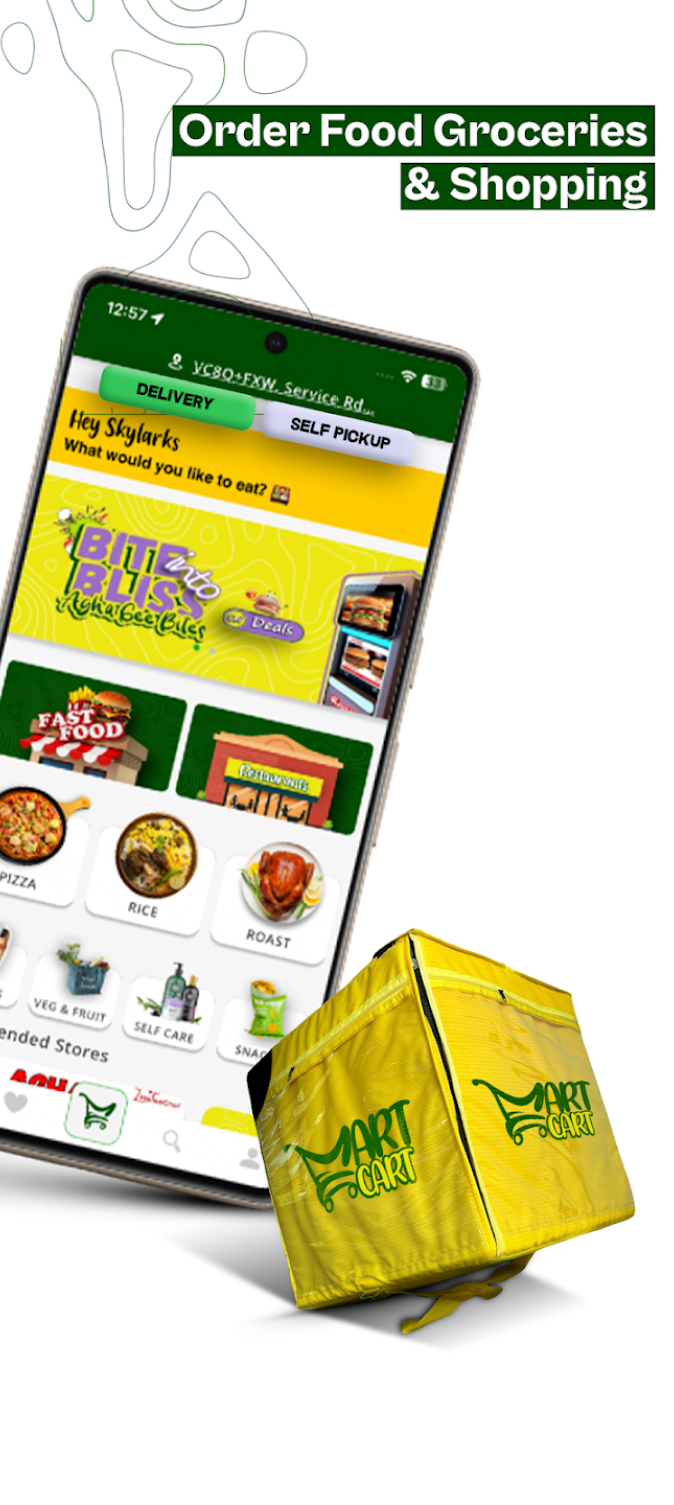 Order Food Groceries
& Shopping
12:57
33
VC8Q+FXW, Service Rd...
DELIVERY
SELF PICKUP
Hey Skylarks
What would you like to eat?
BITE into
BLISS
AghaGee Bites
Deals
FAST
FOOD
Restaurants
PIZZA
RICE
ROAST
S
VEG & FRUIT
SELF CARE
SNAC
ended Stores
AGHA
MART
CART
MART
CART